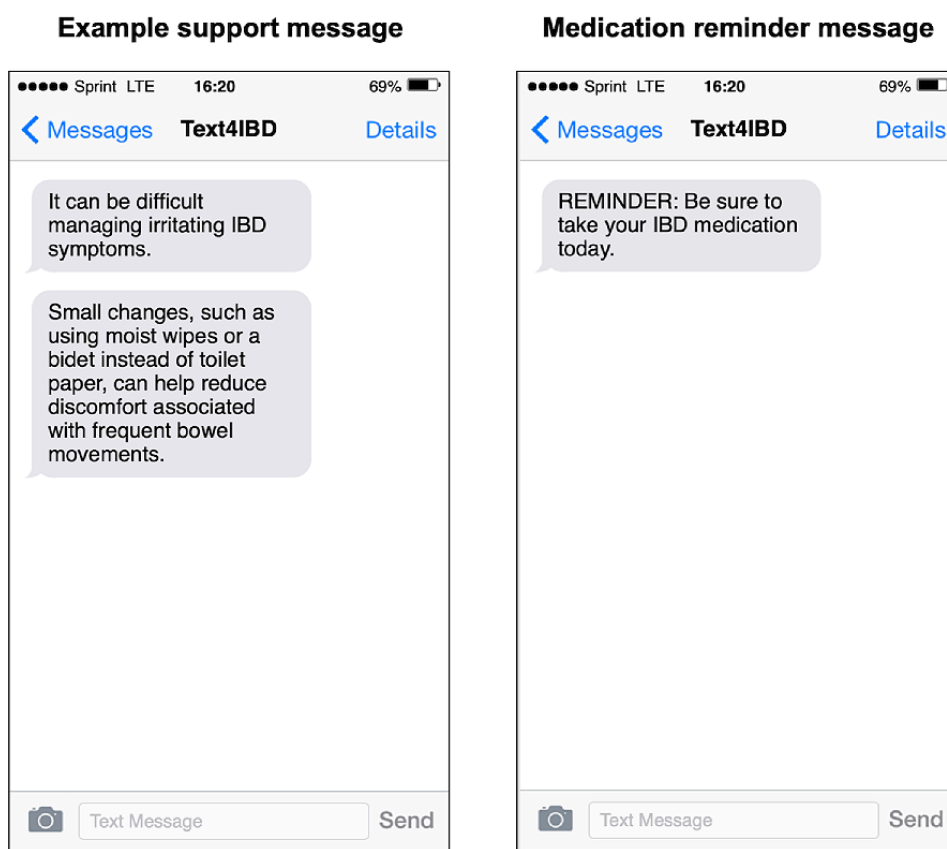 Example support message
●●●●● Sprint LTE 16:20 69%
Messages Text4IBD Details
It can be difficult
managing irritating IBD
symptoms.
Small changes, such as
using moist wipes or a
bidet instead of toilet
paper, can help reduce
discomfort associated
with frequent bowel
movements.
Text Message Send
Medication reminder message
●●●●● Sprint LTE 16:20 69%
Messages Text4IBD Details
REMINDER: Be sure to
take your IBD medication
today.
Text Message Send